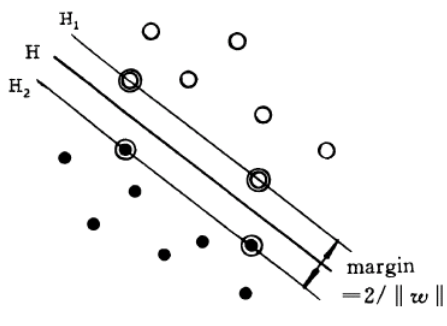 H₁
H
H₂
margin
=2/‖w‖